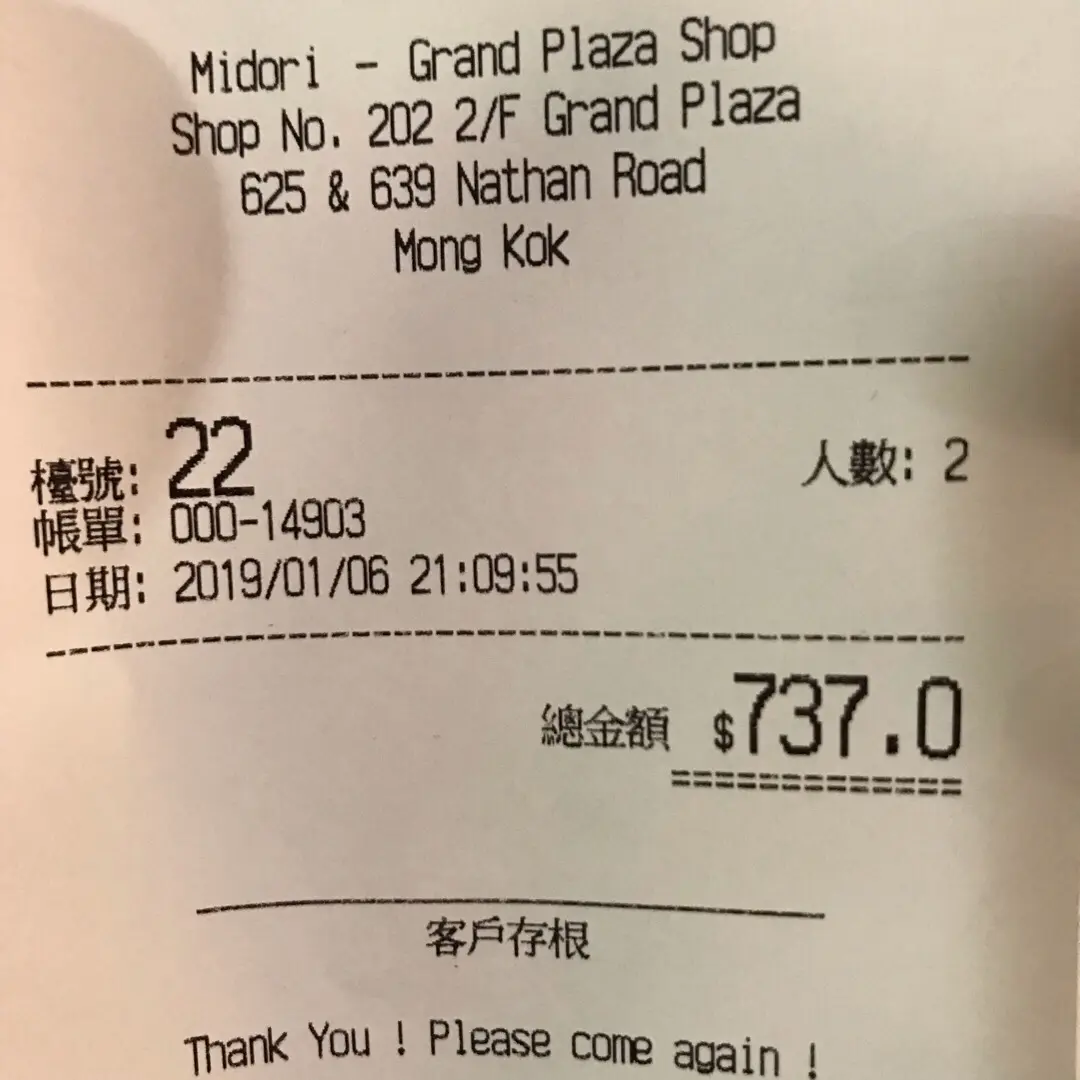 Midori - Grand Plaza Shop
Shop No. 202 2/F Grand Plaza
625 & 639 Nathan Road
Mong Kok
檯號: 22 人數: 2
帳單: 000-14903
日期: 2019/01/06 21:09:55
總金額 $737.0
客戶存根
Thank You ! Please come again !